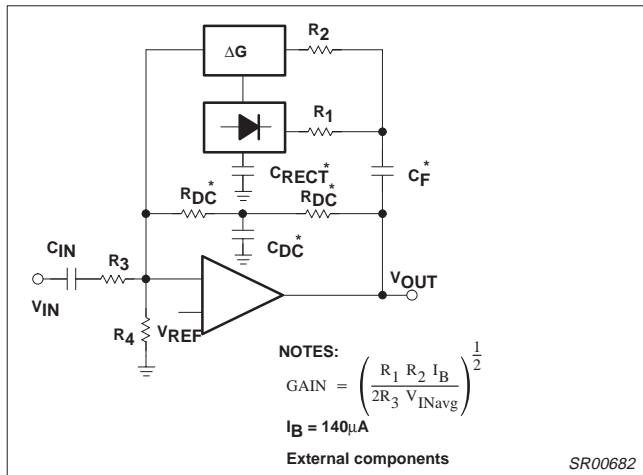 R2
ΔG
R1
CRECT*
CF*
RDC*
RDC*
CDC*
CIN
R3
VIN
VOUT
R4
VREF
NOTES:
GAIN = (R1 R2 IB / 2R3 VINavg)^1/2
IB = 140µA
External components
SR00682